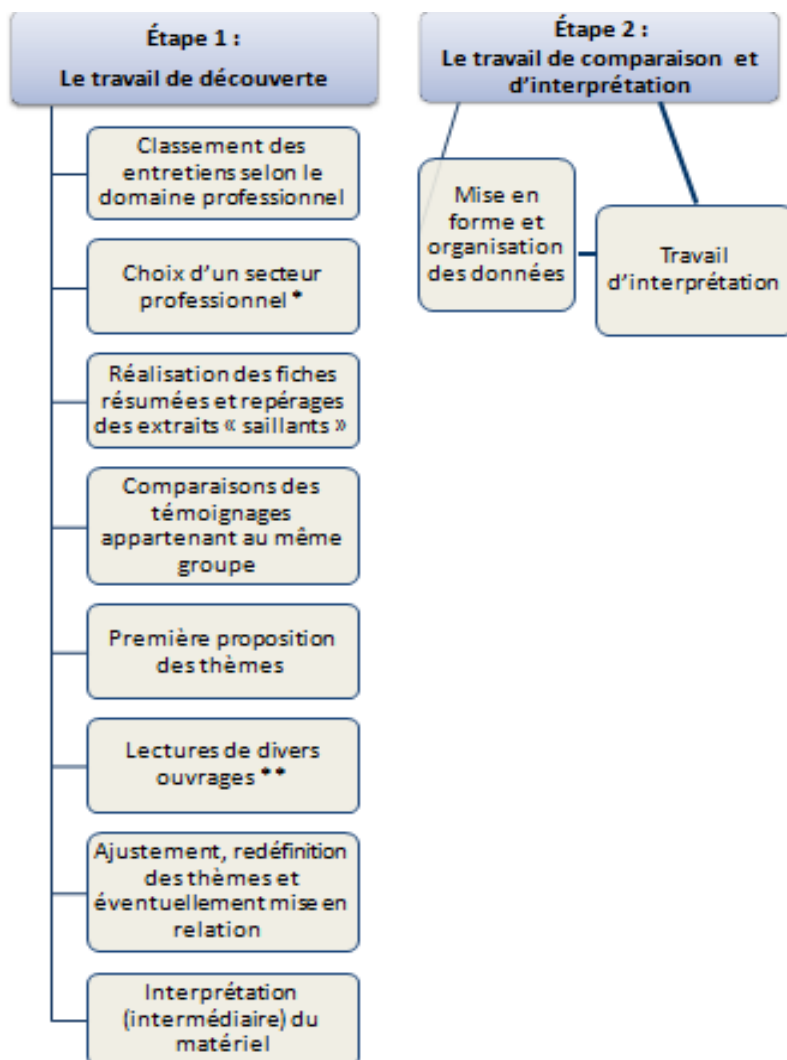 Étape 1 :
Le travail de découverte
Classement des
entretiens selon le
domaine professionnel
Choix d'un secteur
professionnel *
Réalisation des fiches
résumées et repérages
des extraits « saillants »
Comparaisons des
témoignages
appartenant au même
groupe
Première proposition
des thèmes
Lectures de divers
ouvrages **
Ajustement, redéfinition
des thèmes et
éventuellement mise en
relation
Interprétation
(intermédiaire) du
matériel
Étape 2 :
Le travail de comparaison et
d'interprétation
Mise en
forme et
organisation
des données
Travail
d'interprétation